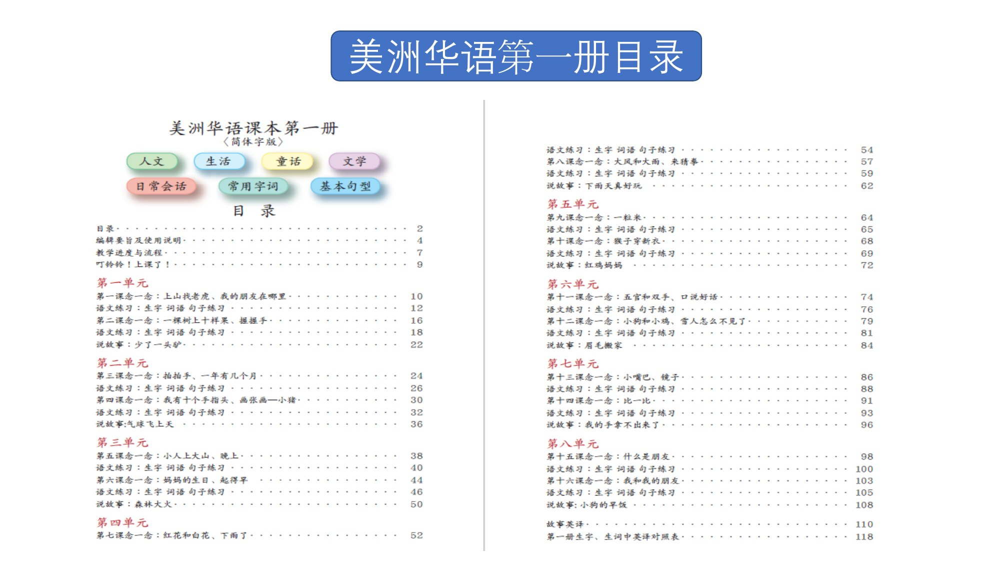 美洲华语第一册目录
美洲华语课本第一册
〈简体字版〉
人文 生活 童话 文学
日常会话 常用字词 基本句型
目 录
目录 2
编辑要旨及使用说明 4
教学进度与流程 7
叮铃铃！上课了！ 9
第一单元
第一课念一念：上山找老虎、我的朋友在哪里 10
语文练习：生字 词语 句子练习 12
第二课念一念：一棵树上十样果、握握手 16
语文练习：生字 词语 句子练习 18
说故事：少了一头驴 22
第二单元
第三课念一念：拍拍手、一年有几个月 24
语文练习：生字 词语 句子练习 26
第四课念一念：我有十个手指头、画张画—小猪 30
语文练习：生字 词语 句子练习 32
说故事:气球飞上天 36
第三单元
第五课念一念：小人上大山、晚上 38
语文练习：生字 词语 句子练习 40
第六课念一念：妈妈的生日、起得早 44
语文练习：生字 词语 句子练习 46
说故事：森林大火 50
第四单元
第七课念一念：红花和白花、下雨了 52
语文练习：生字 词语 句子练习 54
第八课念一念：大风和大雨、来猜拳 57
语文练习：生字 词语 句子练习 59
说故事：下雨天真好玩 62
第五单元
第九课念一念：一粒米 64
语文练习：生字 词语 句子练习 65
第十课念一念：猴子穿新衣 68
语文练习：生字 词语 句子练习 69
说故事：红鸡妈妈 72
第六单元
第十一课念一念：五官和双手、口说好话 74
语文练习：生字 词语 句子练习 76
第十二课念一念：小狗和小鸡、雪人怎么不见了 79
语文练习：生字 词语 句子练习 81
说故事：眉毛搬家 84
第七单元
第十三课念一念：小嘴巴、镜子 86
语文练习：生字 词语 句子练习 88
第十四课念一念：比一比 91
语文练习：生字 词语 句子练习 93
说故事：我的手拿不出来了 96
第八单元
第十五课念一念：什么是朋友 98
语文练习：生字 词语 句子练习 100
第十六课念一念：我和我的朋友 103
语文练习：生字 词语 句子练习 105
说故事: 小狗的早饭 108
故事英译 110
第一册生字、生词中英译对照表 118